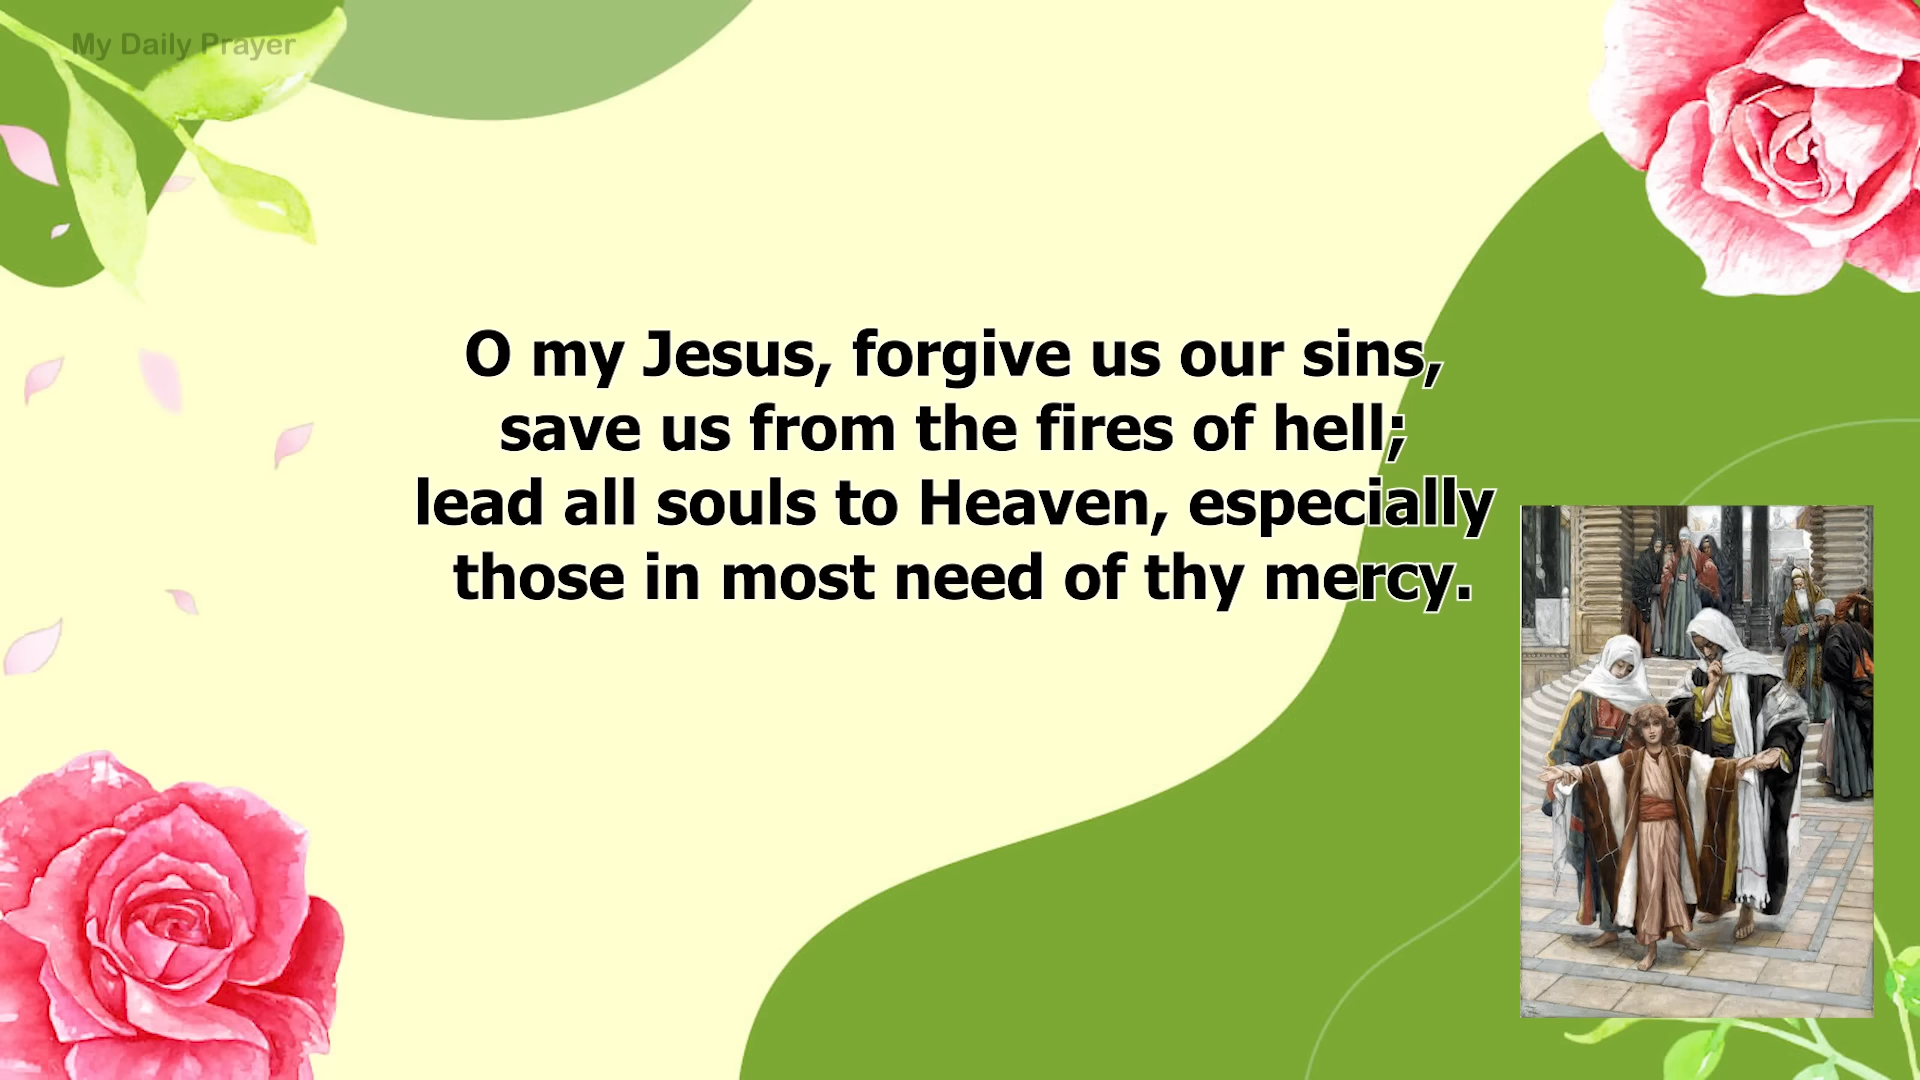 My Daily Prayer
O my Jesus, forgive us our sins,
save us from the fires of hell;
lead all souls to Heaven, especially
those in most need of thy mercy.